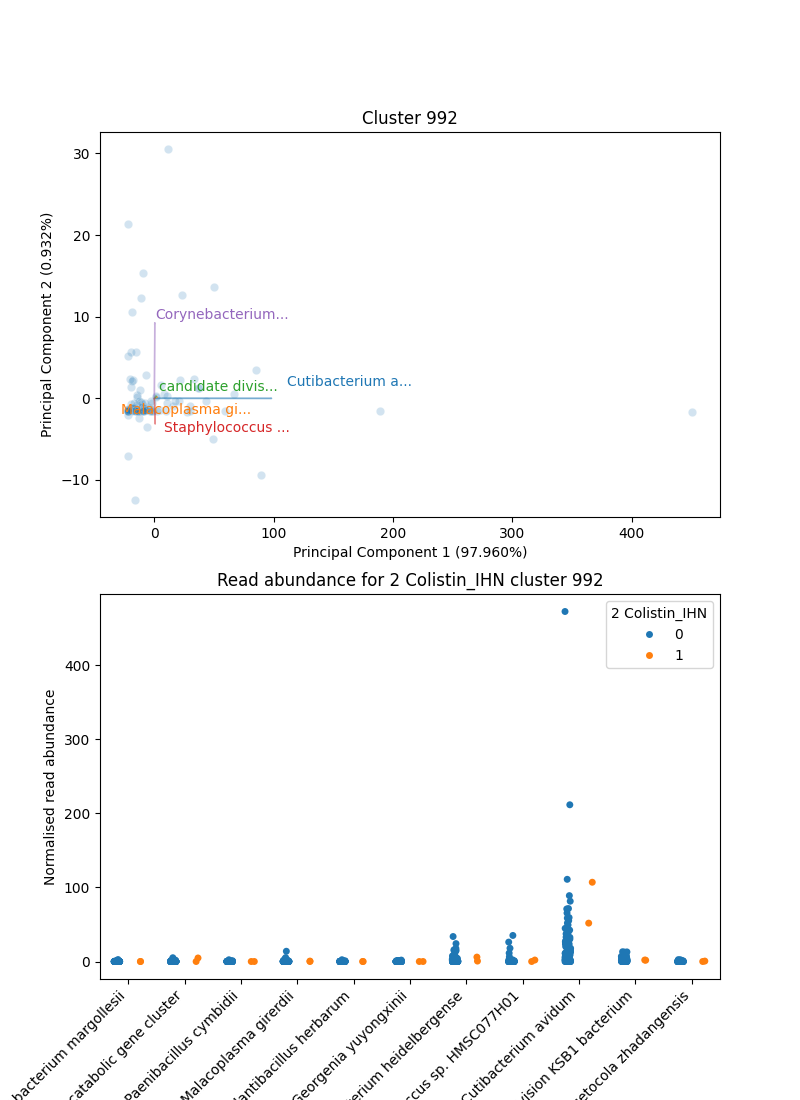 Cluster 992
30
20
10
0
−10
Principal Component 2 (0.932%)
Corynebacterium...
candidate divis...
Cutibacterium a...
Malacoplasma gi...
Staphylococcus ...
0
100
200
300
400
Principal Component 1 (97.960%)
Read abundance for 2 Colistin_IHN cluster 992
2 Colistin_IHN
0
1
400
300
200
100
0
Normalised read abundance
bacterium margollesii
catabolic gene cluster
Paenibacillus cymbidii
Malacoplasma girerdii
lantibacillus herbarum
Georgenia yuyongxinii
erium heidelbergense
ccus sp. HMSC077H01
Cutibacterium avidum
vision KSB1 bacterium
etocola zhadangensis